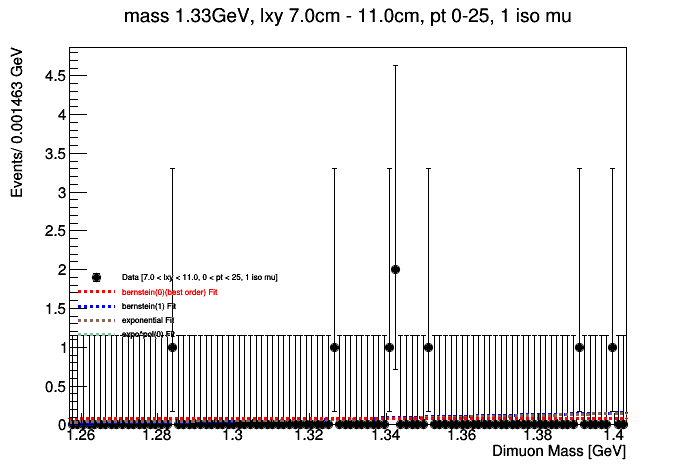 mass 1.33GeV, lxy 7.0cm - 11.0cm, pt 0-25, 1 iso mu
Events/ 0.001463 GeV
4.5
4
3.5
3
2.5
2
1.5
1
0.5
0
Data [7.0 < lxy < 11.0, 0 < pt < 25, 1 iso mu]
bernstein(0)(best order) Fit
bernstein(1) Fit
exponential Fit
expo*pol(0) Fit
1.26 1.28 1.3 1.32 1.34 1.36 1.38 1.4
Dimuon Mass [GeV]